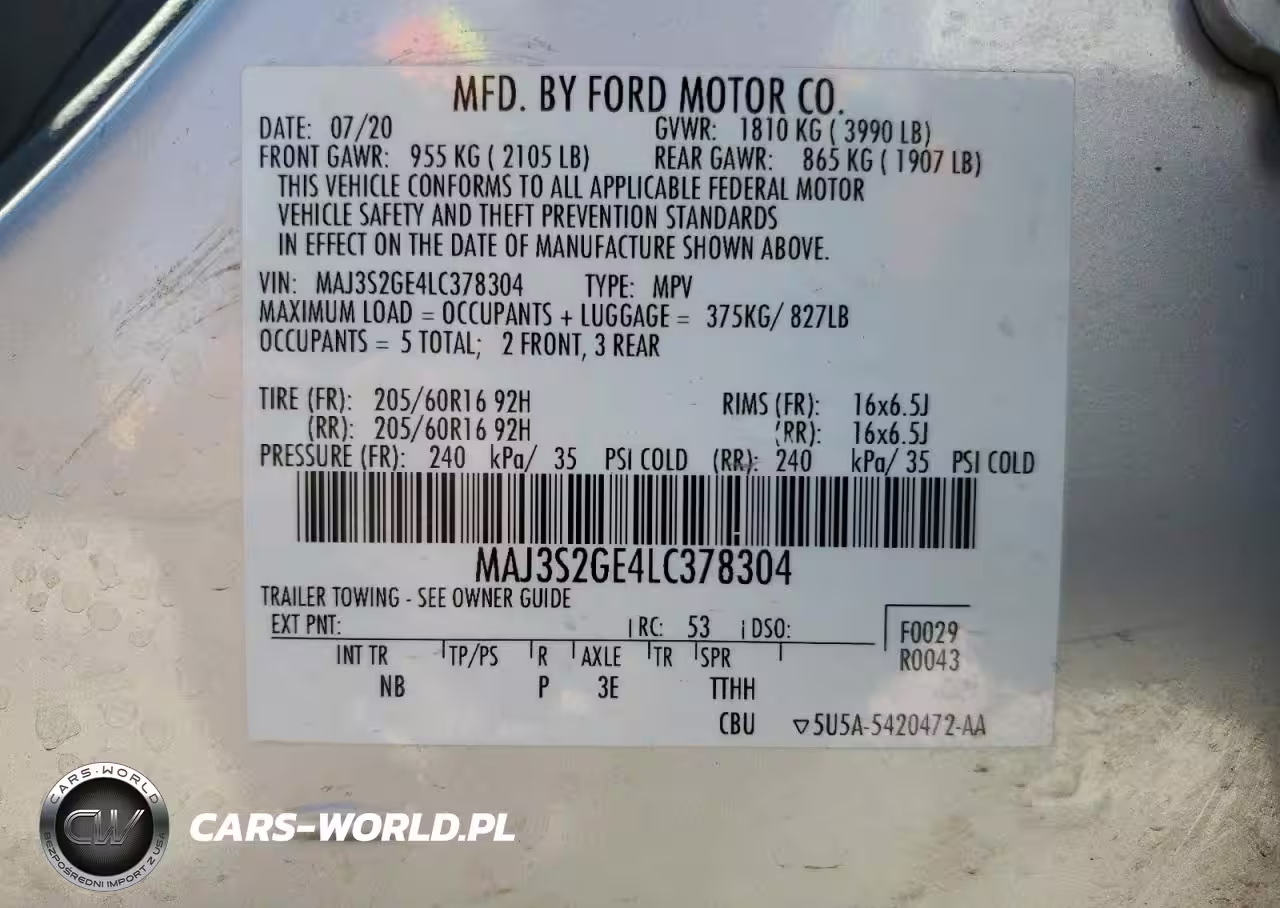 MFD. BY FORD MOTOR CO.
DATE: 07/20 GVWR: 1810 KG ( 3990 LB)
FRONT GAWR: 955 KG ( 2105 LB) REAR GAWR: 865 KG ( 1907 LB)
THIS VEHICLE CONFORMS TO ALL APPLICABLE FEDERAL MOTOR
VEHICLE SAFETY AND THEFT PREVENTION STANDARDS
IN EFFECT ON THE DATE OF MANUFACTURE SHOWN ABOVE.
VIN: MAJ3S2GE4LC378304 TYPE: MPV
MAXIMUM LOAD = OCCUPANTS + LUGGAGE = 375KG/ 827LB
OCCUPANTS = 5 TOTAL; 2 FRONT, 3 REAR
TIRE (FR): 205/60R16 92H RIMS (FR): 16x6.5J
(RR): 205/60R16 92H (RR): 16x6.5J
PRESSURE (FR): 240 kPa/ 35 PSI COLD (RR): 240 kPa/ 35 PSI COLD
MAJ3S2GE4LC378304
TRAILER TOWING - SEE OWNER GUIDE
EXT PNT: RC: 53 DSO: F0029
INT TR TP/PS R AXLE TR SPR R0043
NB P 3E TTHH
CBU ▽5U5A-5420472-AA
CARS-WORLD
CW
BEZPOŚREDNI IMPORT Z USA
CARS-WORLD.PL